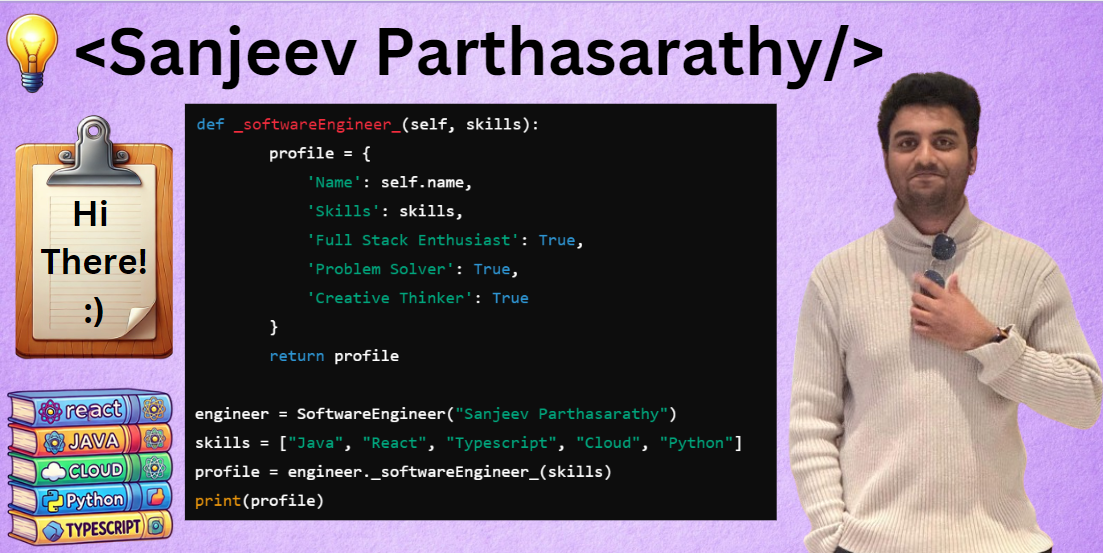 <Sanjeev Parthasarathy/>
Hi
There!
:)
def _softwareEngineer_(self, skills):
profile = {
'Name': self.name,
'Skills': skills,
'Full Stack Enthusiast': True,
'Problem Solver': True,
'Creative Thinker': True
}
return profile
engineer = SoftwareEngineer("Sanjeev Parthasarathy")
skills = ["Java", "React", "Typescript", "Cloud", "Python"]
profile = engineer._softwareEngineer_(skills)
print(profile)
react
JAVA
CLOUD
Python
TYPESCRIPT